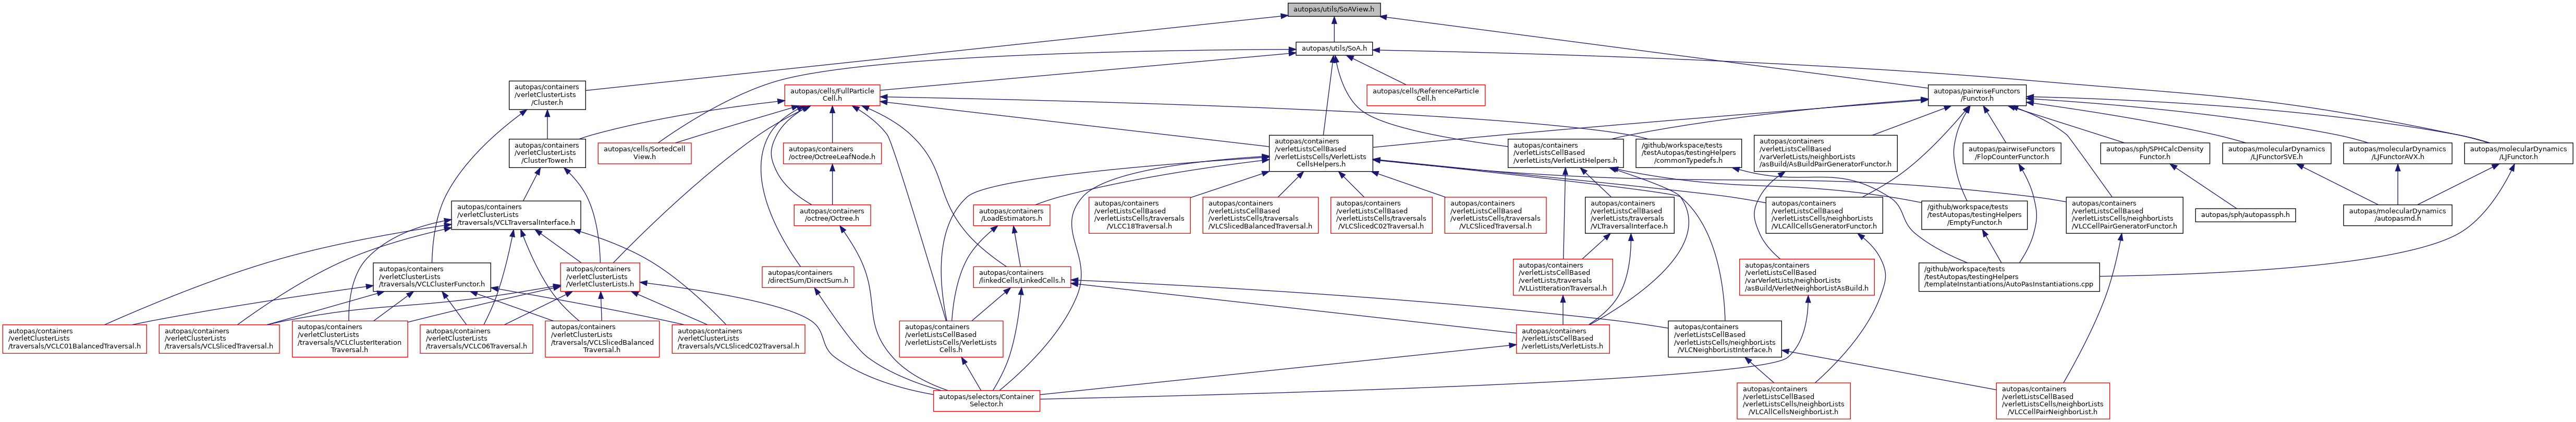 autopas/utils/SoAView.h
autopas/utils/SoA.h
autopas/containers
/verletClusterLists
/Cluster.h
autopas/cells/FullParticle
Cell.h
autopas/cells/ReferenceParticle
Cell.h
autopas/pairwiseFunctors
/Functor.h
autopas/containers
/verletClusterLists
/ClusterTower.h
autopas/cells/SortedCell
View.h
autopas/containers
/octree/OctreeLeafNode.h
autopas/containers
/verletListsCellBased
/verletListsCells/VerletLists
CellsHelpers.h
autopas/containers
/verletListsCellBased
/verletLists/VerletListHelpers.h
/github/workspace/tests
/testAutopas/testingHelpers
/commonTypedefs.h
autopas/containers
/verletListsCellBased
/varVerletLists/neighborLists
/asBuild/AsBuildPairGeneratorFunctor.h
autopas/pairwiseFunctors
/FlopCounterFunctor.h
autopas/sph/SPHCalcDensity
Functor.h
autopas/molecularDynamics
/LJFunctorSVE.h
autopas/molecularDynamics
/LJFunctorAVX.h
autopas/molecularDynamics
/LJFunctor.h
autopas/containers
/verletClusterLists
/traversals/VCLTraversalInterface.h
autopas/containers
/octree/Octree.h
autopas/containers
/LoadEstimators.h
autopas/containers
/verletListsCellBased
/verletListsCells/traversals
/VLCC18Traversal.h
autopas/containers
/verletListsCellBased
/verletListsCells/traversals
/VLCSlicedBalancedTraversal.h
autopas/containers
/verletListsCellBased
/verletListsCells/traversals
/VLCSlicedC02Traversal.h
autopas/containers
/verletListsCellBased
/verletListsCells/traversals
/VLCSlicedTraversal.h
autopas/containers
/verletListsCellBased
/verletLists/traversals
/VLTraversalInterface.h
autopas/containers
/verletListsCellBased
/verletListsCells/neighborLists
/VLCAllCellsGeneratorFunctor.h
/github/workspace/tests
/testAutopas/testingHelpers
/EmptyFunctor.h
autopas/containers
/verletListsCellBased
/verletListsCells/neighborLists
/VLCCellPairGeneratorFunctor.h
autopas/sph/autopassph.h
autopas/molecularDynamics
/autopasmd.h
autopas/containers
/verletClusterLists
/traversals/VCLClusterFunctor.h
autopas/containers
/verletClusterLists
/VerletClusterLists.h
autopas/containers
/directSum/DirectSum.h
autopas/containers
/linkedCells/LinkedCells.h
autopas/containers
/verletListsCellBased
/verletLists/traversals
/VLListIterationTraversal.h
autopas/containers
/verletListsCellBased
/varVerletLists/neighborLists
/asBuild/VerletNeighborListAsBuild.h
/github/workspace/tests
/testAutopas/testingHelpers
/templateInstantiations/AutoPasInstantiations.cpp
autopas/containers
/verletClusterLists
/traversals/VCLC01BalancedTraversal.h
autopas/containers
/verletClusterLists
/traversals/VCLSlicedTraversal.h
autopas/containers
/verletClusterLists
/traversals/VCLClusterIteration
Traversal.h
autopas/containers
/verletClusterLists
/traversals/VCLC06Traversal.h
autopas/containers
/verletClusterLists
/traversals/VCLSlicedBalanced
Traversal.h
autopas/containers
/verletClusterLists
/traversals/VCLSlicedC02Traversal.h
autopas/containers
/verletListsCellBased
/verletListsCells/VerletLists
Cells.h
autopas/containers
/verletListsCellBased
/verletLists/VerletLists.h
autopas/containers
/verletListsCellBased
/verletListsCells/neighborLists
/VLCNeighborListInterface.h
autopas/selectors/Container
Selector.h
autopas/containers
/verletListsCellBased
/verletListsCells/neighborLists
/VLCAllCellsNeighborList.h
autopas/containers
/verletListsCellBased
/verletListsCells/neighborLists
/VLCCellPairNeighborList.h